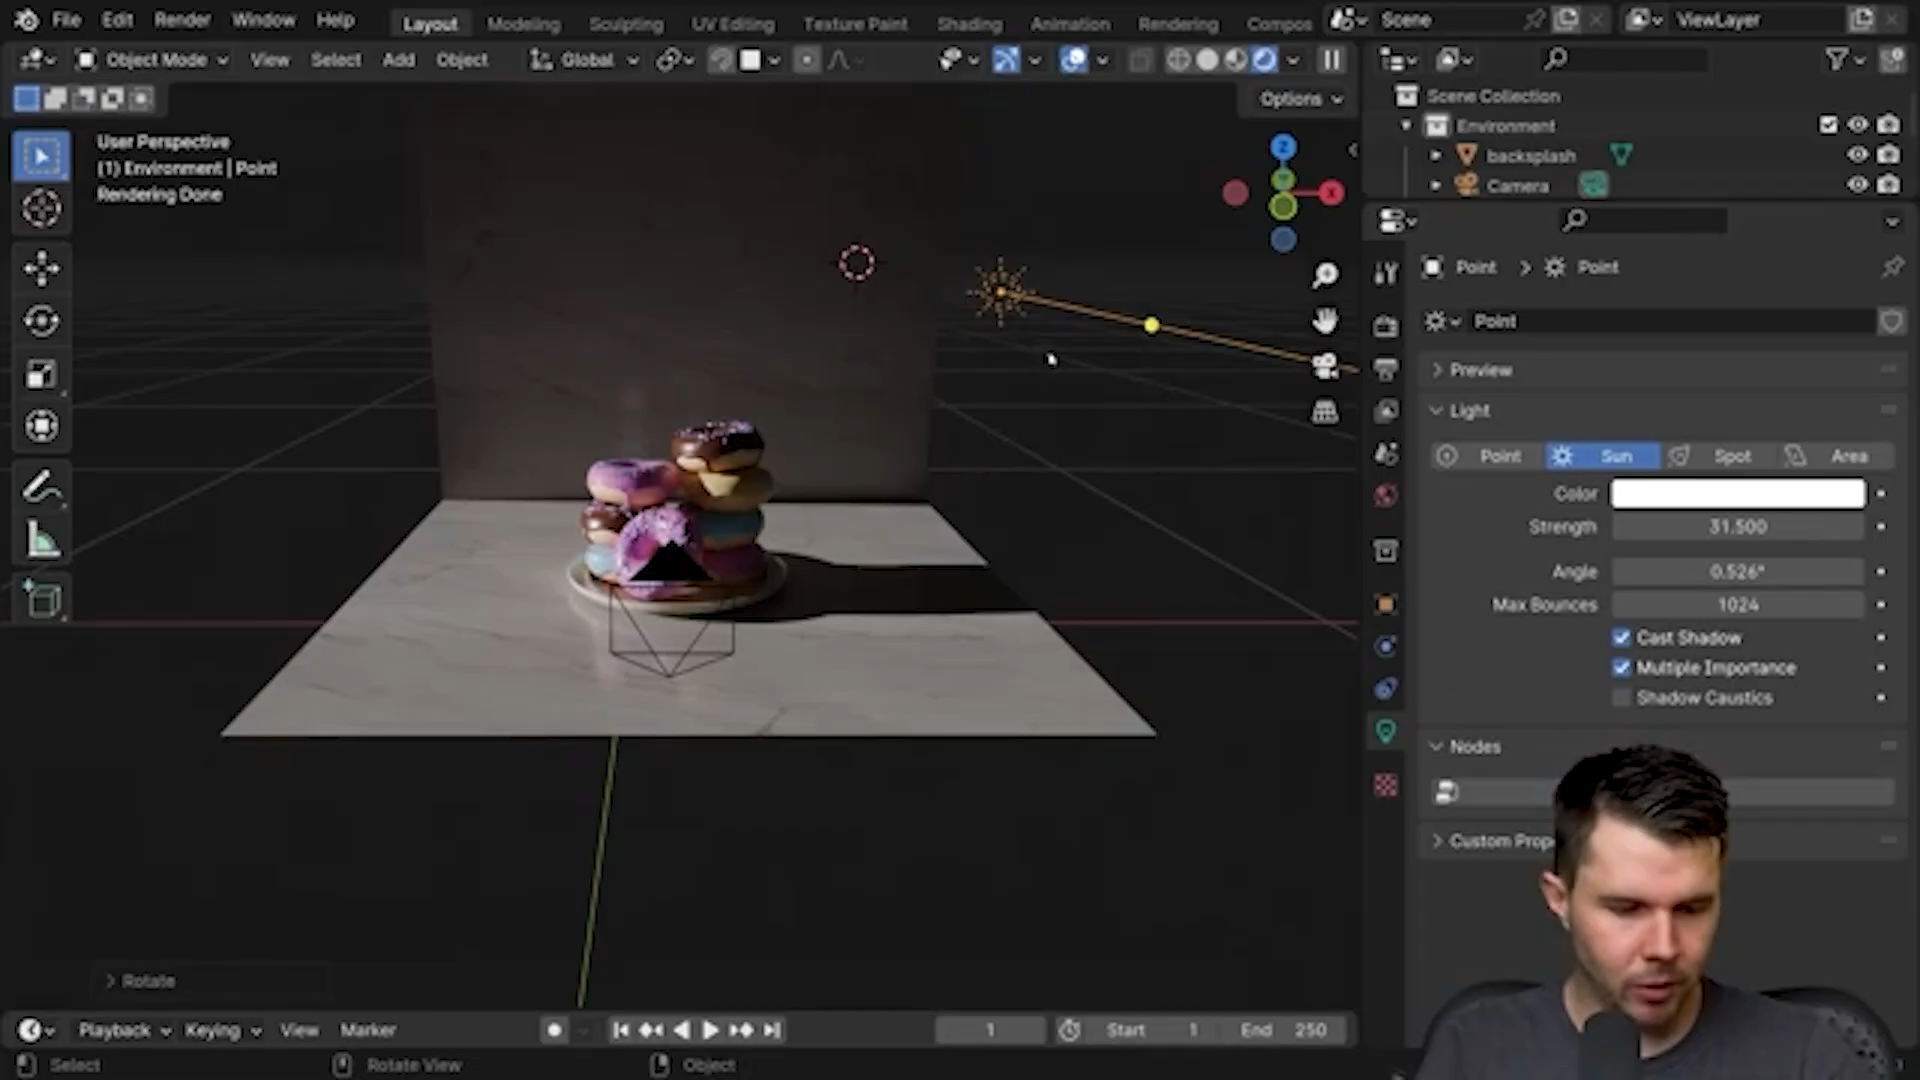 File Edit Render Window Help Layout Modeling Sculpting UV Editing Texture Paint Shading Animation Rendering Compos Scene ViewLayer
Object Mode View Select Add Object Global
Options
User Perspective
(1) Environment | Point
Rendering Done
Z
X
Scene Collection
Environment
backsplash
Camera
Point > Point
Point
Preview
Light
Point Sun Spot Area
Color
Strength 31.500
Angle 0.526°
Max Bounces 1024
Cast Shadow
Multiple Importance
Shadow Caustics
Nodes
Custom Prop
Rotate
Playback Keying View Marker 1 Start 1 End 250
Select Rotate View Object